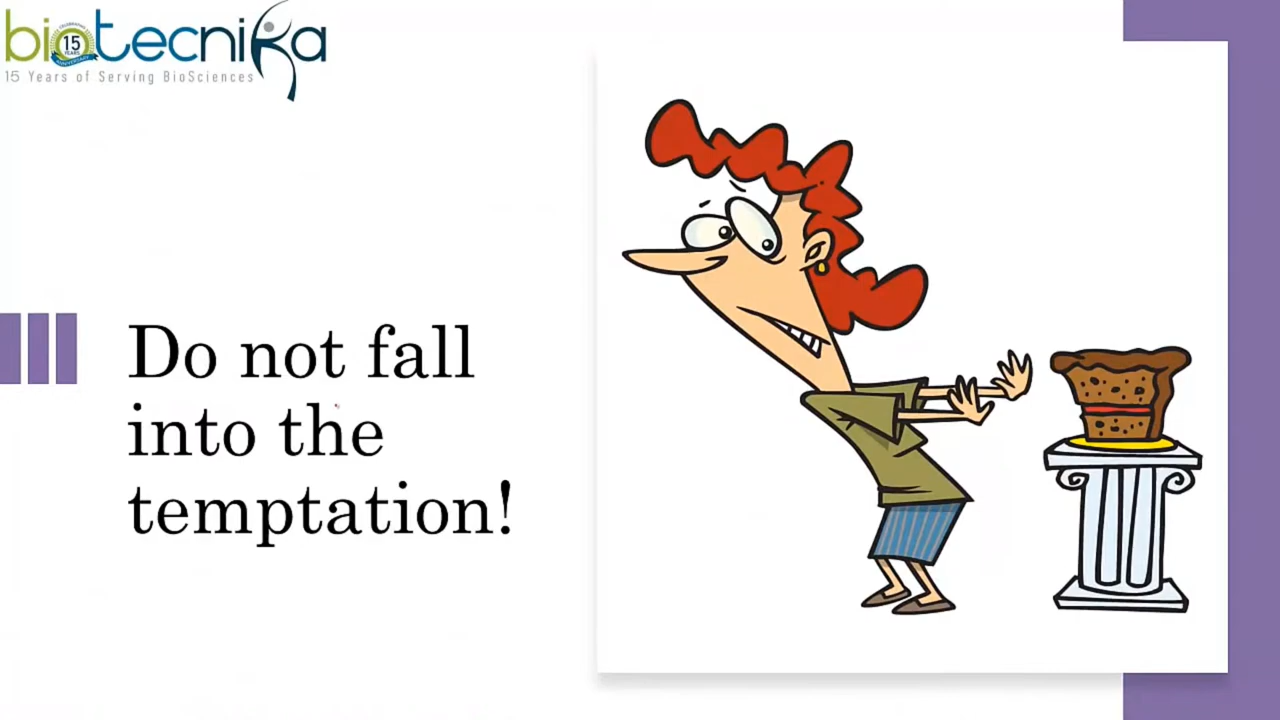 biotecnika
15 Years of Serving BioSciences
Do not fall
into the
temptation!